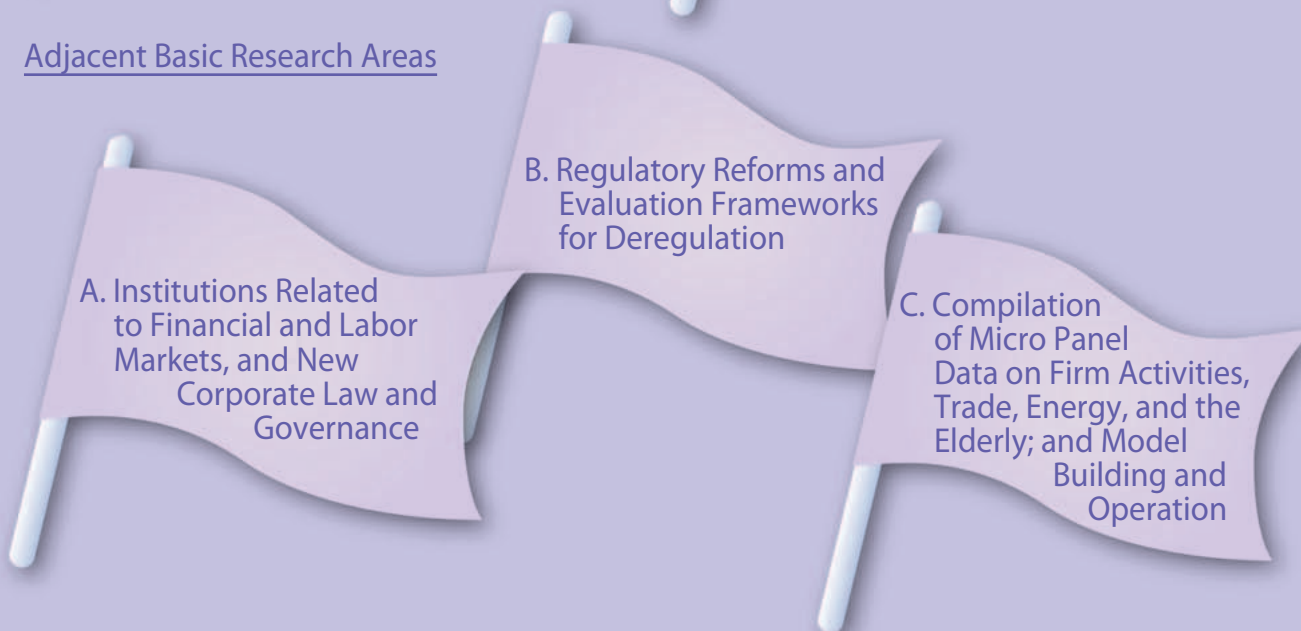 Adjacent Basic Research Areas
A. Institutions Related
to Financial and Labor
Markets, and New
Corporate Law and
Governance
B. Regulatory Reforms and
Evaluation Frameworks
for Deregulation
C. Compilation
of Micro Panel
Data on Firm Activities,
Trade, Energy, and the
Elderly; and Model
Building and
Operation